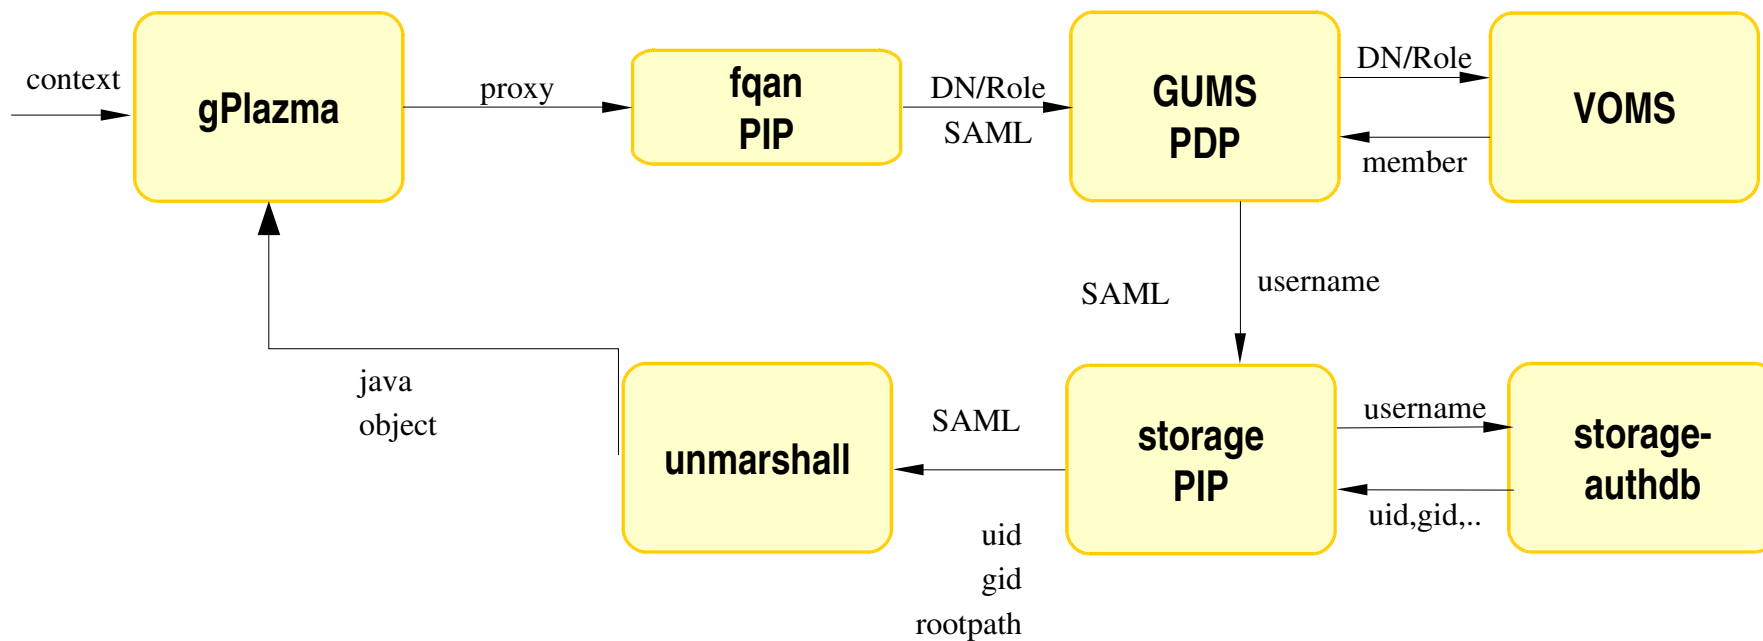 context
gPlazma
proxy
fqan
PIP
DN/Role
SAML
GUMS
PDP
DN/Role
member
VOMS
SAML
username
java
object
unmarshall
SAML
uid
gid
rootpath
storage
PIP
username
uid,gid,..
storage-
authdb